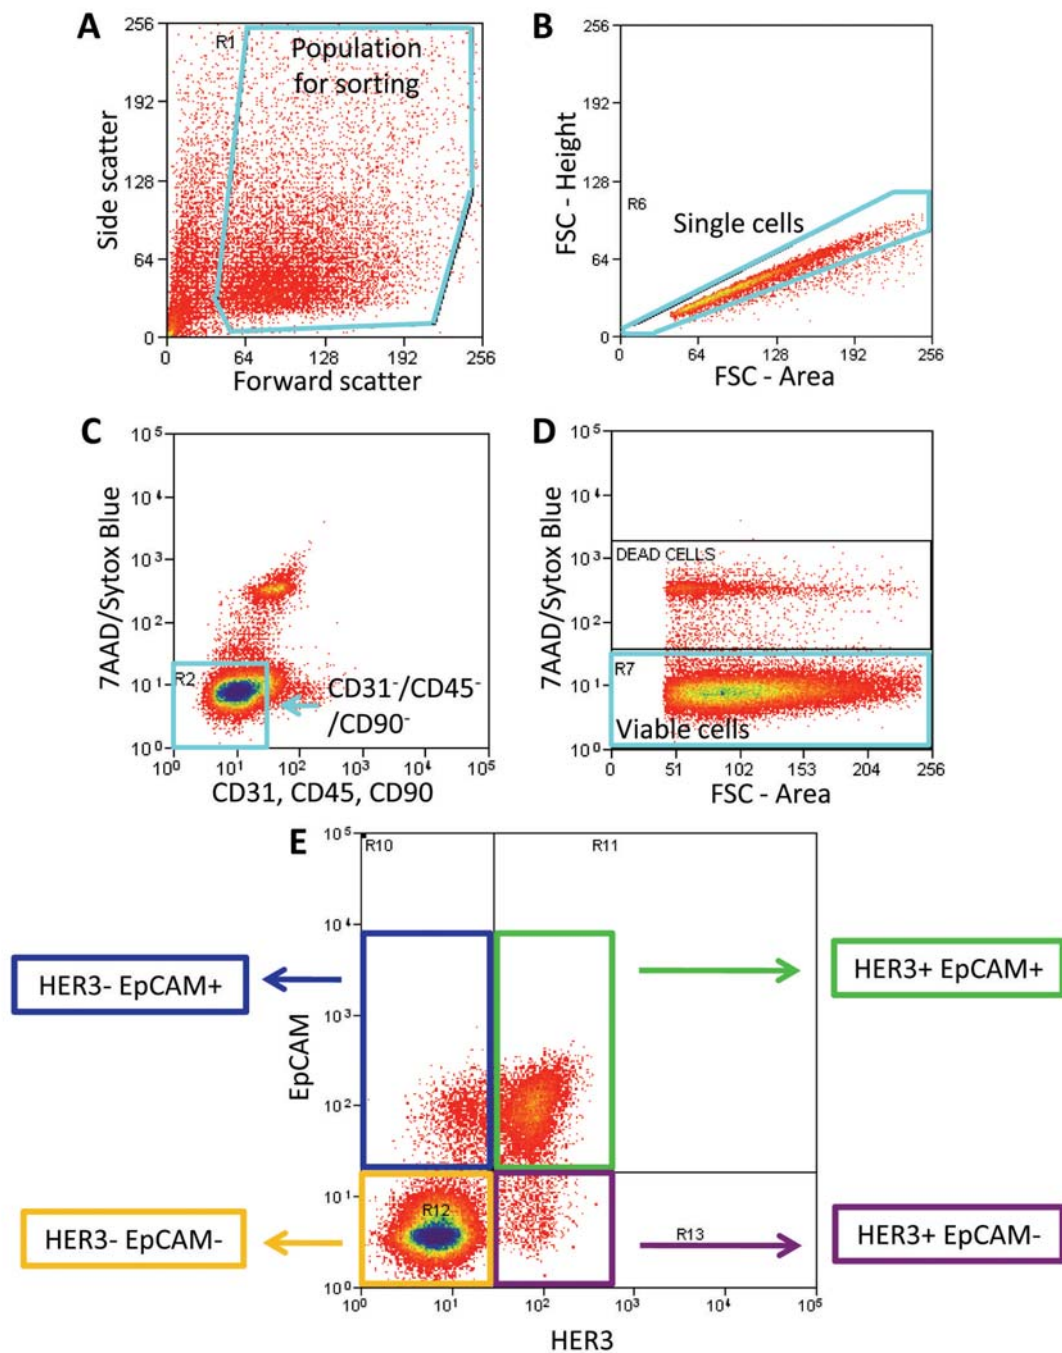 A
256
192
128
64
0
R1
Population
for sorting
Side scatter
0 64 128 192 256
Forward scatter
B
256
192
128
64
0
R6
Single cells
FSC - Height
0 64 128 192 256
FSC - Area
C
10⁵
10⁴
10³
10²
10¹
10⁰
7AAD/Sytox Blue
R2
CD31⁻/CD45⁻
/CD90⁻
10⁰ 10¹ 10² 10³ 10⁴ 10⁵
CD31, CD45, CD90
D
10⁵
10⁴
10³
10²
10¹
10⁰
7AAD/Sytox Blue
DEAD CELLS
R7
Viable cells
0 51 102 153 204 256
FSC - Area
E
10⁵
10⁴
10³
10²
10¹
10⁰
EpCAM
R10
R11
HER3- EpCAM+
HER3+ EpCAM+
R12
R13
HER3- EpCAM-
HER3+ EpCAM-
10⁰ 10¹ 10² 10³ 10⁴ 10⁵
HER3